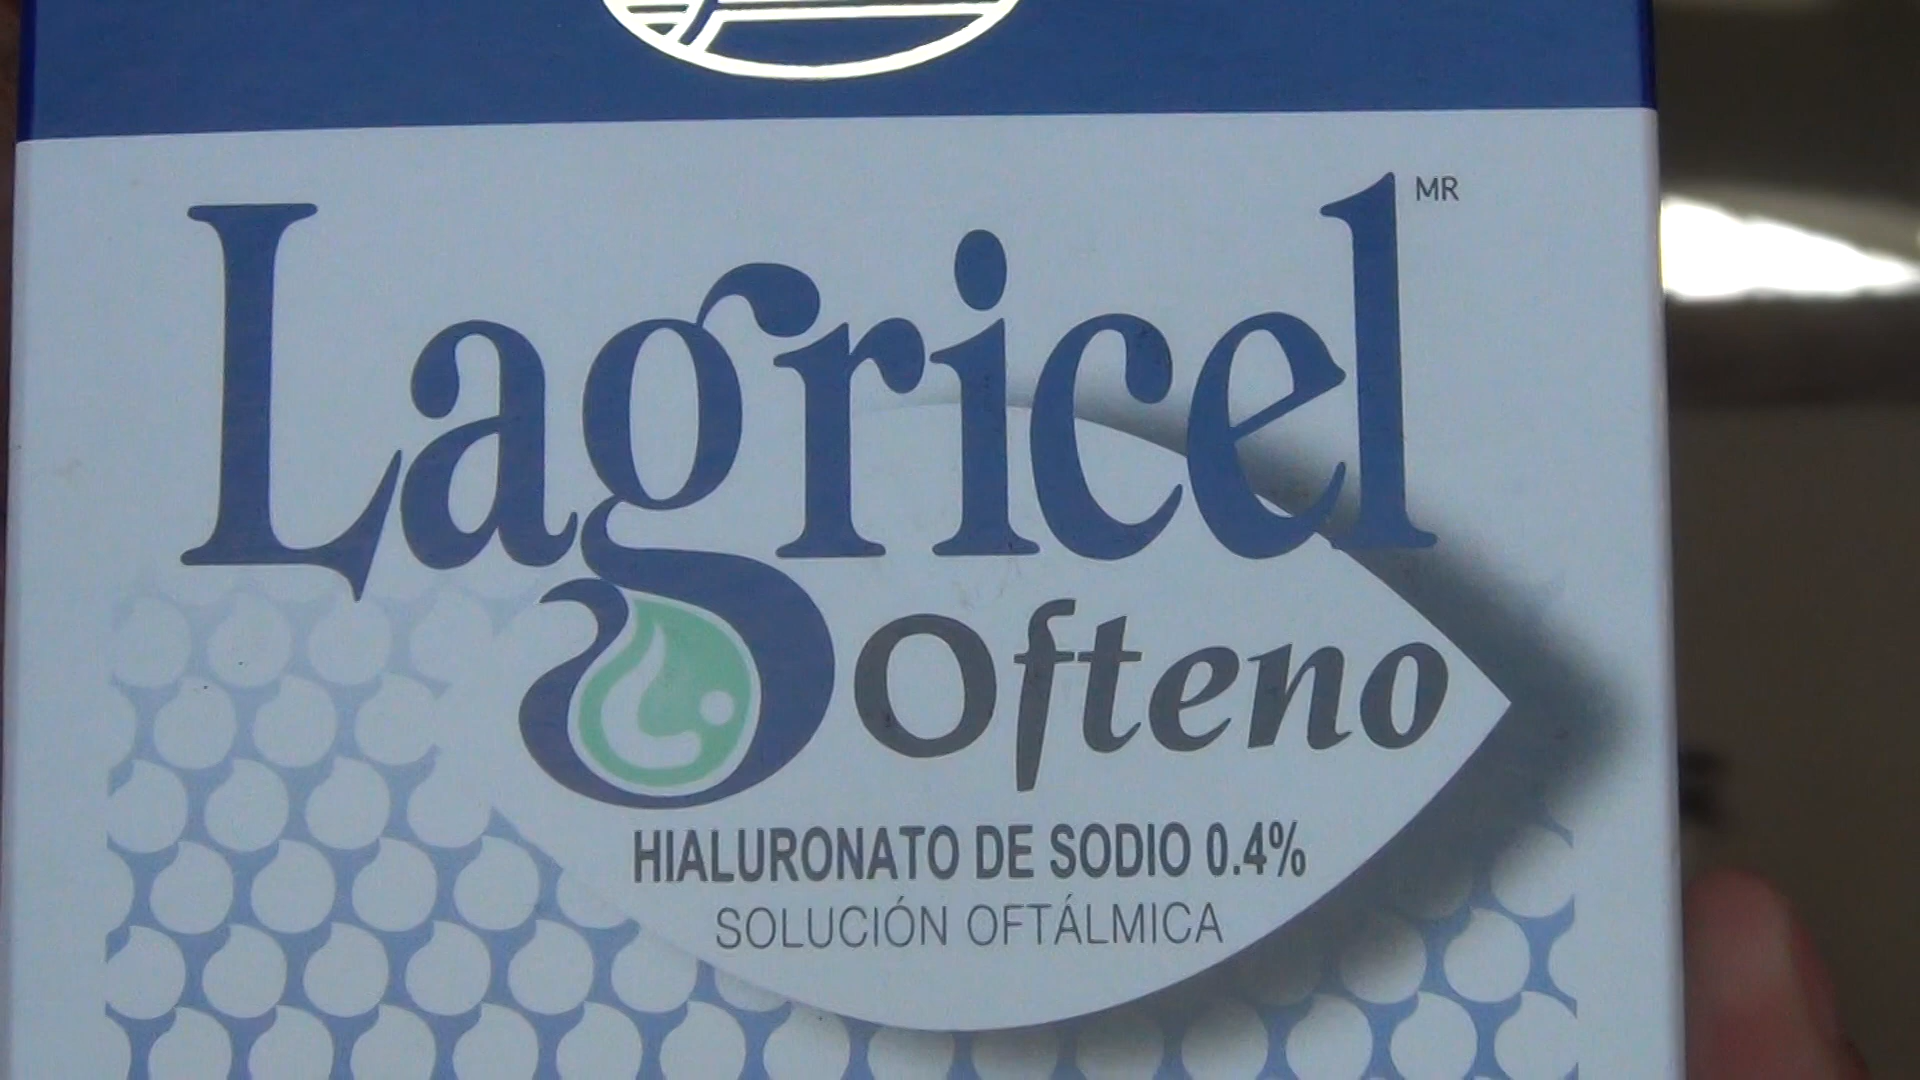 Lagricel MR
Ofteno
HIALURONATO DE SODIO 0.4%
SOLUCIÓN OFTÁLMICA